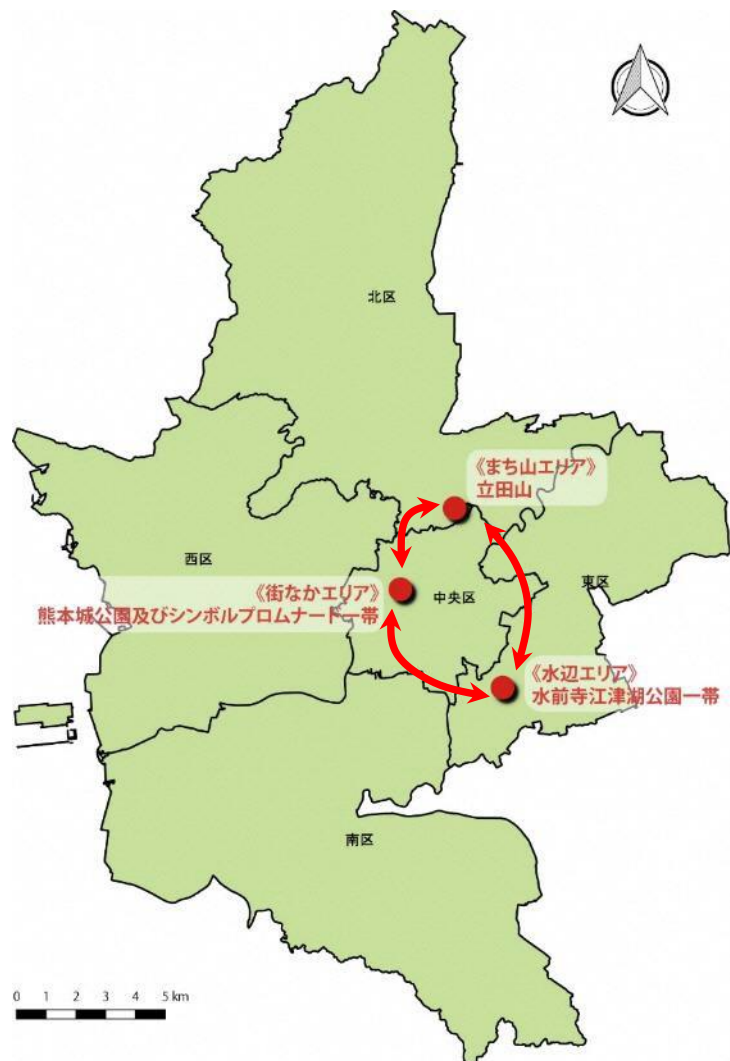 北区
《まち山エリア》
立田山
西区
東区
《街なかエリア》
熊本城公園及びシンボルプロムナード一帯
中央区
《水辺エリア》
水前寺江津湖公園一帯
南区
0 1 2 3 4 5 km